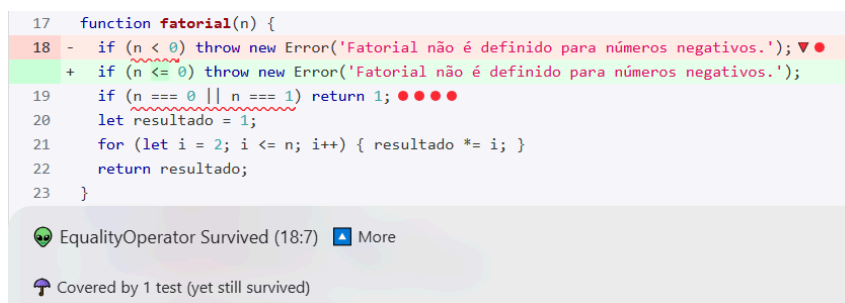 17 function fatorial(n) {
18 - if (n < 0) throw new Error('Fatorial não é definido para números negativos.');
+ if (n <= 0) throw new Error('Fatorial não é definido para números negativos.');
19 if (n === 0 || n === 1) return 1;
20 let resultado = 1;
21 for (let i = 2; i <= n; i++) { resultado *= i; }
22 return resultado;
23 }
EqualityOperator Survived (18:7) More
Covered by 1 test (yet still survived)